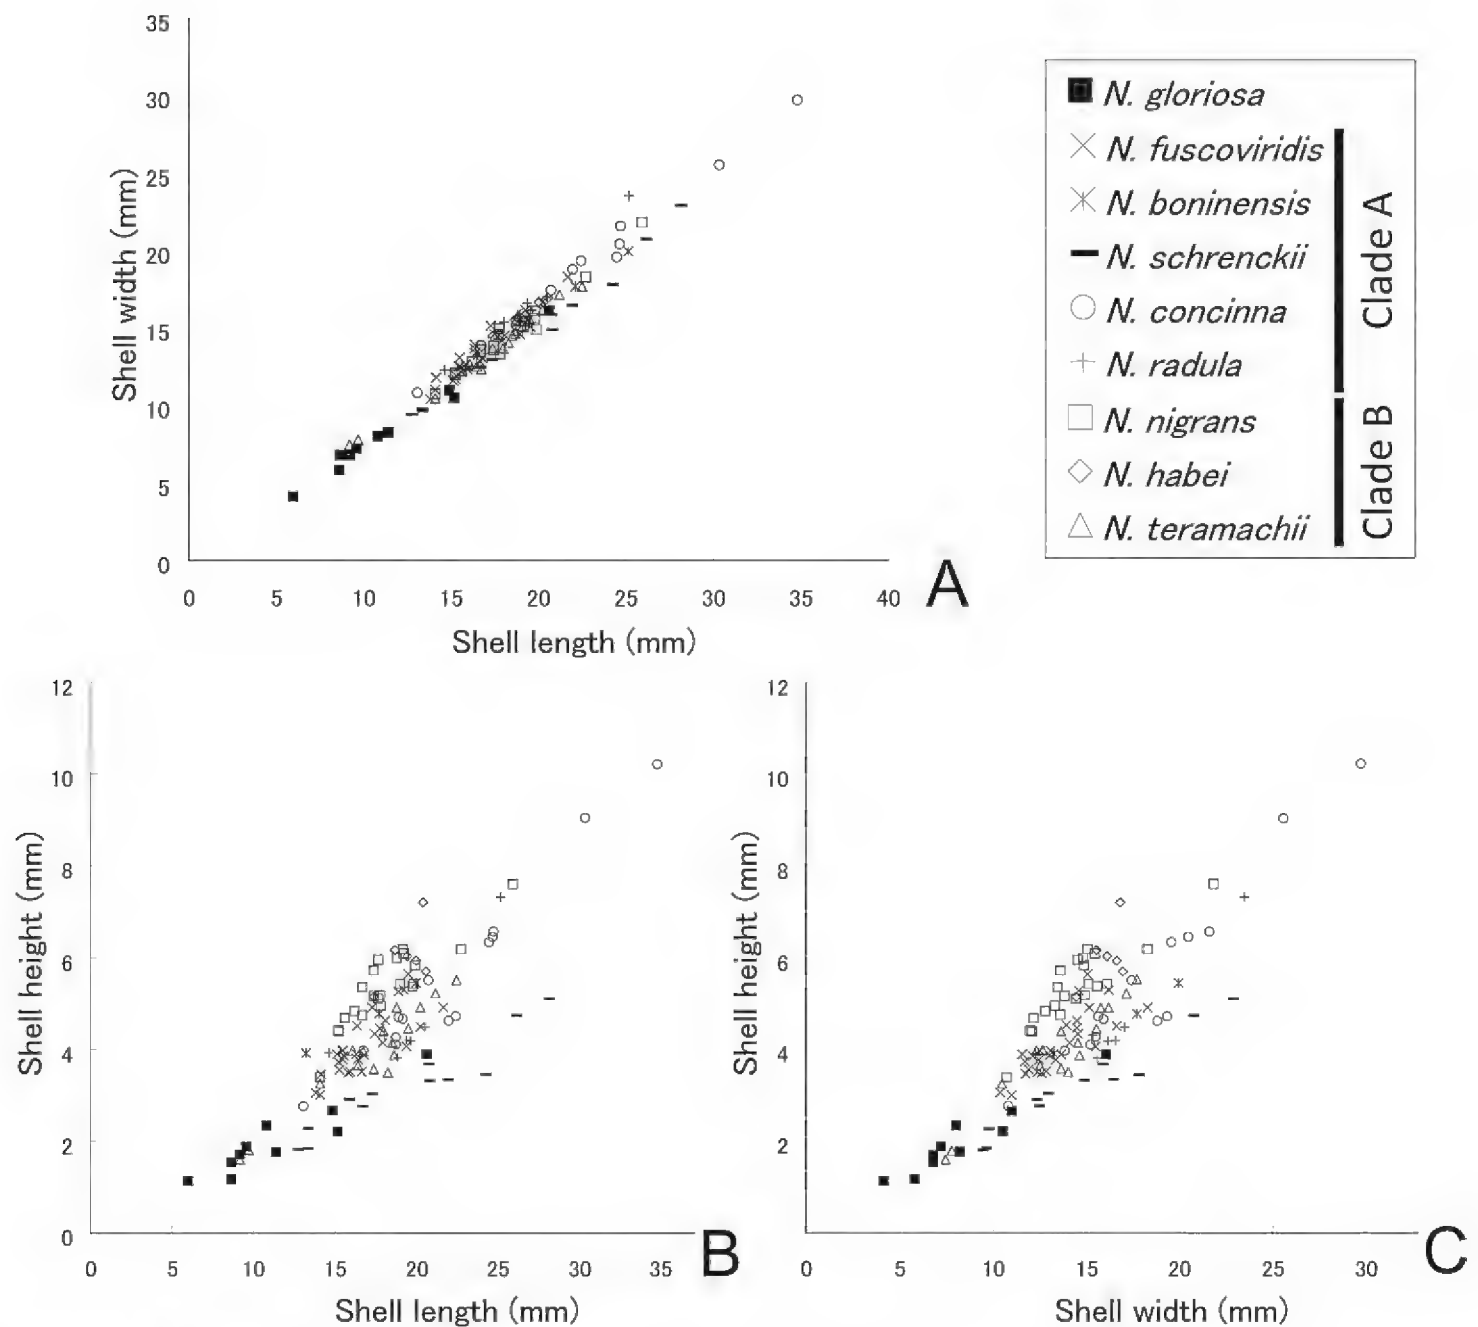 35
30
25
20
15
10
5
0
Shell width (mm)
0 5 10 15 20 25 30 35 40
Shell length (mm)
A
N. gloriosa
N. fuscoviridis
N. boninensis
N. schrenckii
N. concinna
N. radula
N. nigrans
N. habei
N. teramachii
Clade A
Clade B
12
10
8
6
4
2
0
Shell height (mm)
0 5 10 15 20 25 30 35
Shell length (mm)
B
12
10
8
6
4
2
Shell height (mm)
0 5 10 15 20 25 30
Shell width (mm)
C